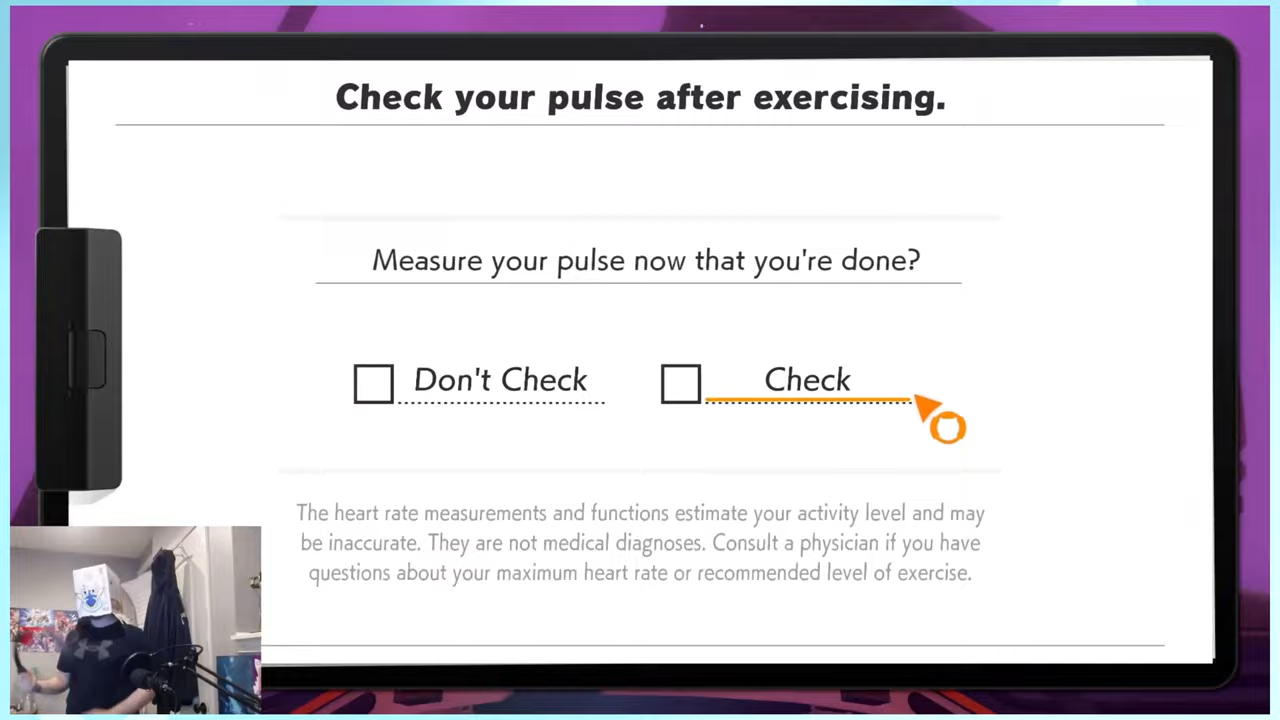 Check your pulse after exercising.
Measure your pulse now that you're done?
Don't Check
Check
The heart rate measurements and functions estimate your activity level and may
be inaccurate. They are not medical diagnoses. Consult a physician if you have
questions about your maximum heart rate or recommended level of exercise.